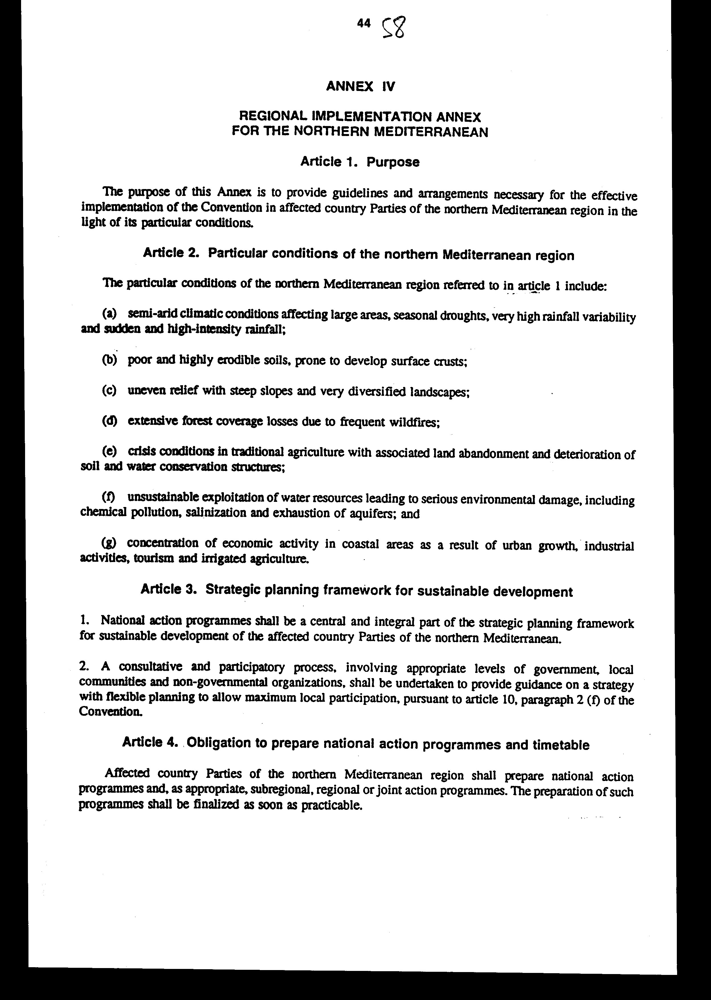 44 58
ANNEX IV
REGIONAL IMPLEMENTATION ANNEX
FOR THE NORTHERN MEDITERRANEAN
Article 1. Purpose
The purpose of this Annex is to provide guidelines and arrangements necessary for the effective
implementation of the Convention in affected country Parties of the northern Mediterranean region in the
light of its particular conditions.
Article 2. Particular conditions of the northern Mediterranean region
The particular conditions of the northern Mediterranean region referred to in article 1 include:
(a) semi-arid climatic conditions affecting large areas, seasonal droughts, very high rainfall variability
and sudden and high-intensity rainfall;
(b) poor and highly erodible soils, prone to develop surface crusts;
(c) uneven relief with steep slopes and very diversified landscapes;
(d) extensive forest coverage losses due to frequent wildfires;
(e) crisis conditions in traditional agriculture with associated land abandonment and deterioration of
soil and water conservation structures;
(f) unsustainable exploitation of water resources leading to serious environmental damage, including
chemical pollution, salinization and exhaustion of aquifers; and
(g) concentration of economic activity in coastal areas as a result of urban growth, industrial
activities, tourism and irrigated agriculture.
Article 3. Strategic planning framework for sustainable development
1. National action programmes shall be a central and integral part of the strategic planning framework
for sustainable development of the affected country Parties of the northern Mediterranean.
2. A consultative and participatory process, involving appropriate levels of government, local
communities and non-governmental organizations, shall be undertaken to provide guidance on a strategy
with flexible planning to allow maximum local participation, pursuant to article 10, paragraph 2 (f) of the
Convention.
Article 4. Obligation to prepare national action programmes and timetable
Affected country Parties of the northern Mediterranean region shall prepare national action
programmes and, as appropriate, subregional, regional or joint action programmes. The preparation of such
programmes shall be finalized as soon as practicable.